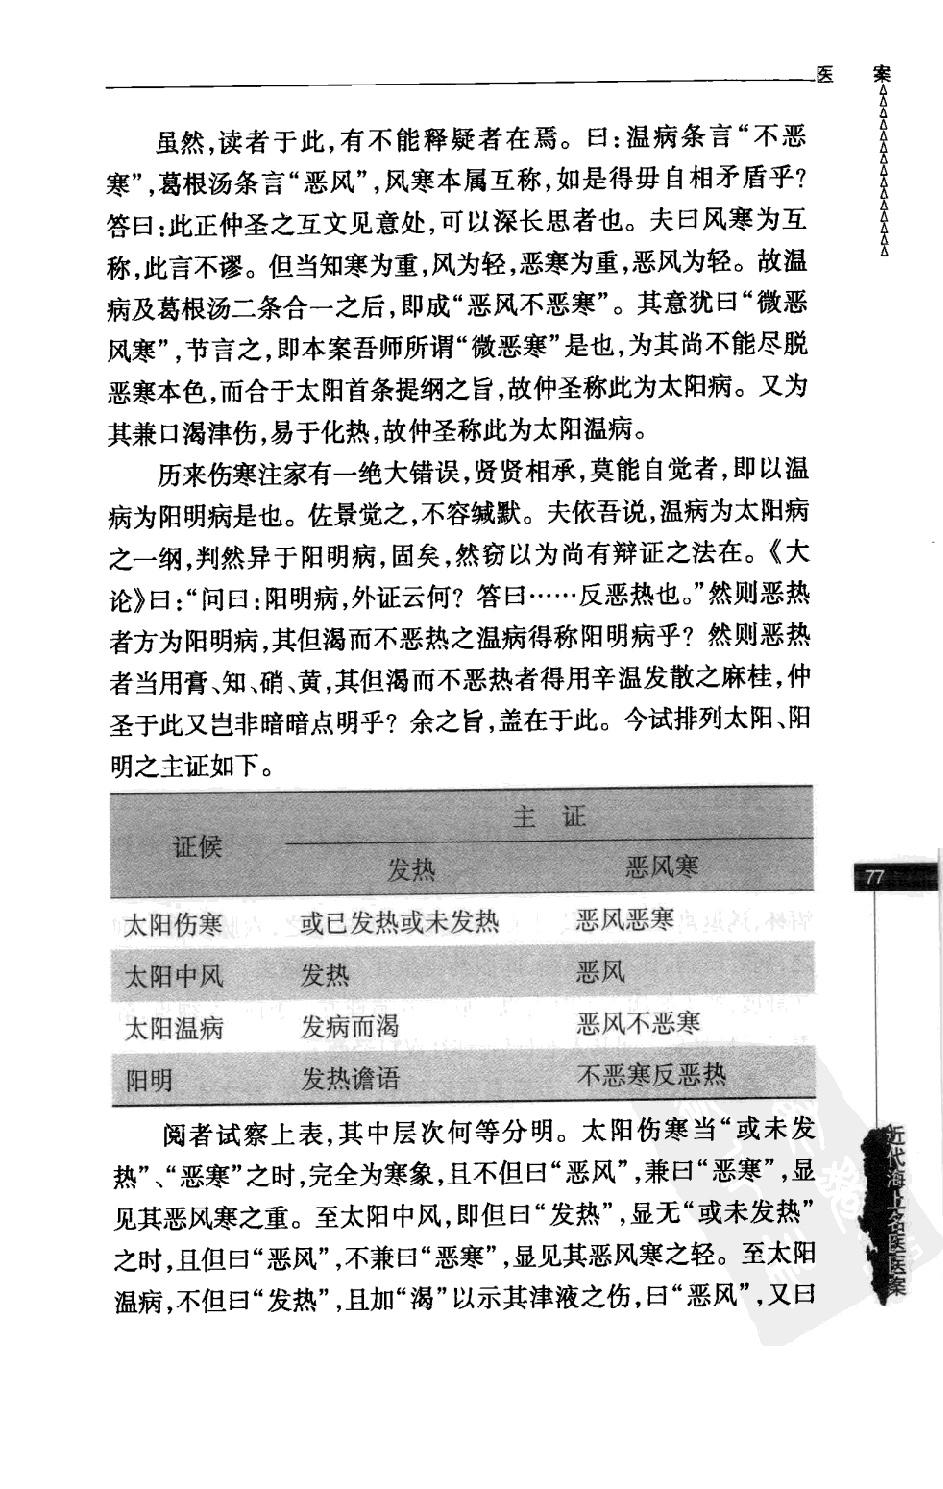 医 案
虽然,读者于此,有不能释疑者在焉。曰:温病条言“不恶
寒”,葛根汤条言“恶风”,风寒本属互称,如是得毋自相矛盾乎?
答曰:此正仲圣之互文见意处,可以深长思者也。夫曰风寒为互
称,此言不谬。但当知寒为重,风为轻,恶寒为重,恶风为轻。故温
病及葛根汤二条合一之后,即成“恶风不恶寒”。其意犹曰“微恶
风寒”,节言之,即本案吾师所谓“微恶寒”是也,为其尚不能尽脱
恶寒本色,而合于太阳首条提纲之旨,故仲圣称此为太阳病。又为
其兼口渴津伤,易于化热,故仲圣称此为太阳温病。
历来伤寒注家有一绝大错误,贤贤相承,莫能自觉者,即以温
病为阳明病是也。佐景觉之,不容缄默。夫依吾说,温病为太阳病
之一纲,判然异于阳明病,固矣,然窃以为尚有辩证之法在。《大
论》曰:“问曰:阳明病,外证云何?答曰……反恶热也。”然则恶热
者方为阳明病,其但渴而不恶热之温病得称阳明病乎?然则恶热
者当用膏、知、硝、黄,其但渴而不恶热者得用辛温发散之麻桂,仲
圣于此又岂非暗暗点明乎?余之旨,盖在于此。今试排列太阳、阳
明之主证如下。
证候 主 证
发热 恶风寒
太阳伤寒 或已发热或未发热 恶风恶寒
太阳中风 发热 恶风
太阳温病 发病而渴 恶风不恶寒
阳明 发热谵语 不恶寒反恶热
阅者试察上表,其中层次何等分明。太阳伤寒当“或未发
热”、“恶寒”之时,完全为寒象,且不但曰“恶风”,兼曰“恶寒”,显
见其恶风寒之重。至太阳中风,即但曰“发热”,显无“或未发热”
之时,且但曰“恶风”,不兼曰“恶寒”,显见其恶风寒之轻。至太阳
温病,不但曰“发热”,且加“渴”以示其津液之伤,曰“恶风”,又曰
77
近代海上名医医案